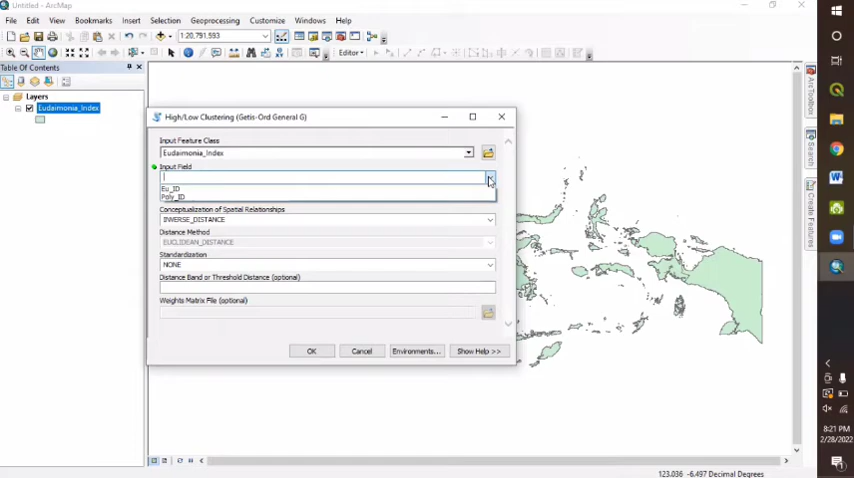 Untitled - ArcMap
File Edit View Bookmarks Insert Selection Geoprocessing Customize Windows Help
1:20,791,593
Editor
Table Of Contents
Layers
Eudaimonia_Index
High/Low Clustering (Getis-Ord General G)
Input Feature Class
Eudaimonia_Index
Input Field
Eu_ID
Poly_ID
Conceptualization of Spatial Relationships
INVERSE_DISTANCE
Distance Method
EUCLIDEAN_DISTANCE
Standardization
NONE
Distance Band or Threshold Distance (optional)
Weights Matrix File (optional)
OK Cancel Environments... Show Help >>
ArcToolbox
Search
Create Features
8:21 PM
2/28/2022
123.036 -6.497 Decimal Degrees